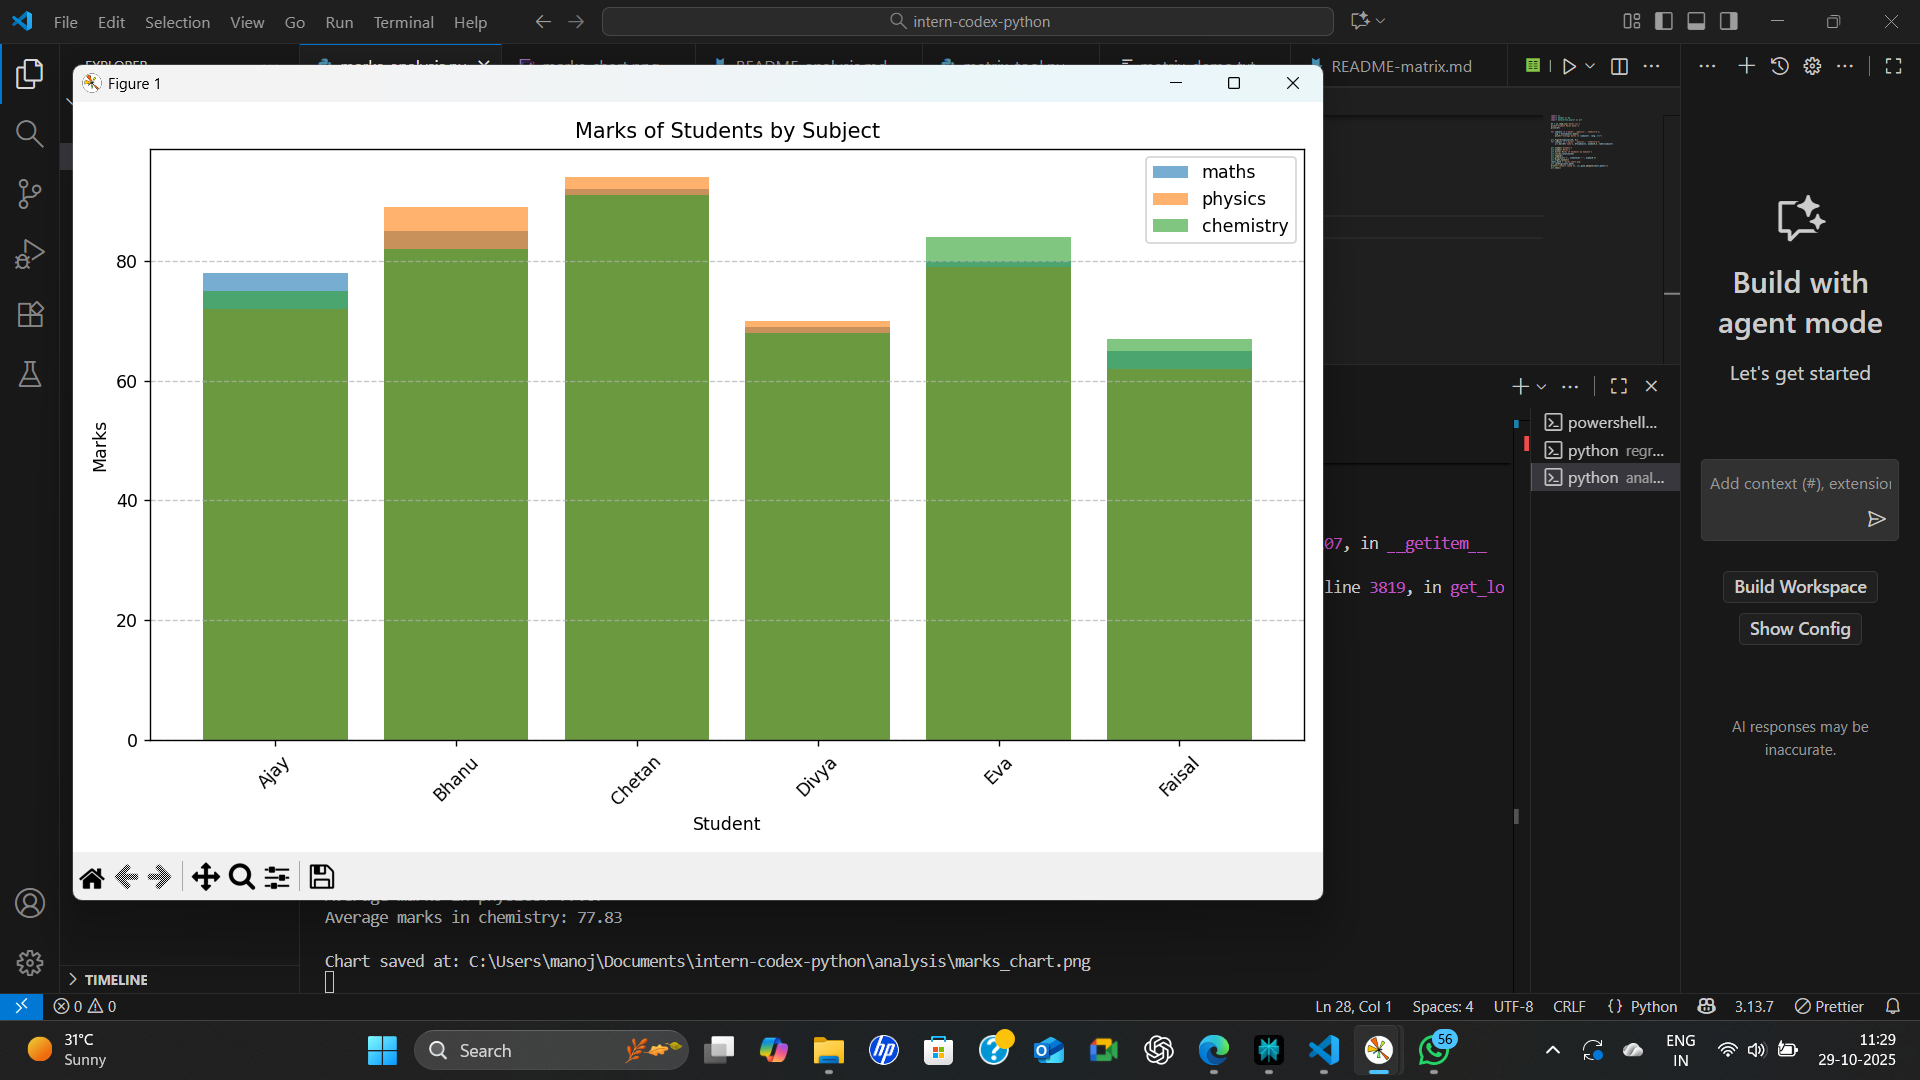 File Edit Selection View Go Run Terminal Help
intern-codex-python
README-matrix.md
Figure 1
Marks of Students by Subject
maths
physics
chemistry
80
60
40
20
0
Marks
Ajay
Bhanu
Chetan
Divya
Eva
Faisal
Student
Build with
agent mode
Let's get started
powershell...
python regr...
python anal...
Add context (#), extension
07, in __getitem__
line 3819, in get_lo
Build Workspace
Show Config
AI responses may be
inaccurate.
Average marks in chemistry: 77.83
Chart saved at: C:\Users\manoj\Documents\intern-codex-python\analysis\marks_chart.png
TIMELINE
0 0
Ln 28, Col 1 Spaces: 4 UTF-8 CRLF {} Python 3.13.7 Prettier
31°C
Sunny
Search
hp
56
ENG
IN
11:29
29-10-2025